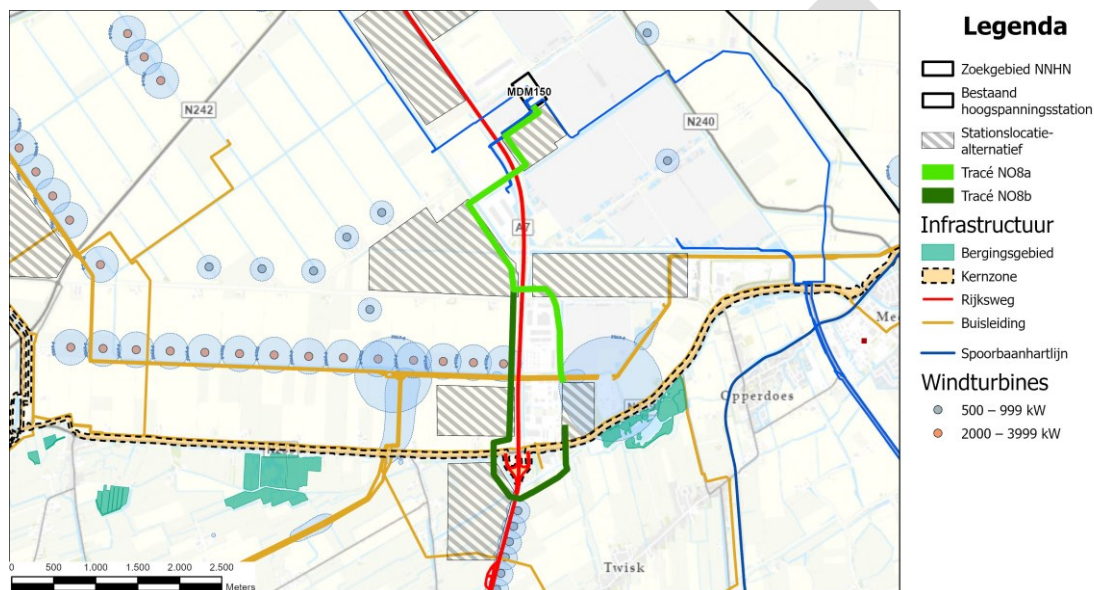 N242
MDM150
N240
A7
Opperdoes
Twisk
0 500 1.000 1.500 2.000 2.500
Meters
Legenda
Zoekgebied NNHN
Bestaand
hoogspanningsstation
Stationslocatie-
alternatief
Tracé NO8a
Tracé NO8b
Infrastructuur
Bergingsgebied
Kernzone
Rijksweg
Buisleiding
Spoorbaanhartlijn
Windturbines
500 – 999 kW
2000 – 3999 kW